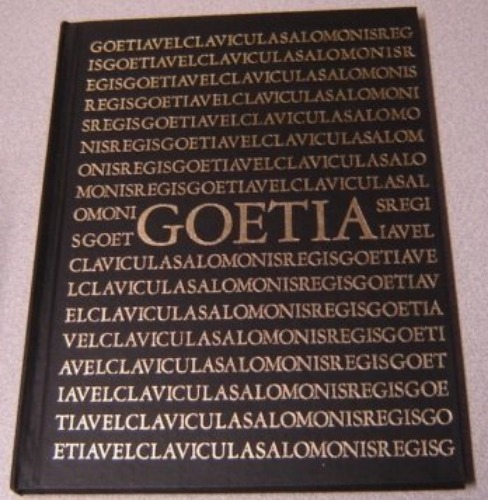 GOETIAVELCLAVICULASALOMONISREG
ISGOETIAVELCLAVICULASALOMONISR
EGISGOETIAVELCLAVICULASALOMONIS
REGISGOETIAVELCLAVICULASALOMONI
SREGISGOETIAVELCLAVICULASALOMO
NISREGISGOETIAVELCLAVICULASALOM
ONISREGISGOETIAVELCLAVICULASALO
MONISREGISGOETIAVELCLAVICULASAL
OMONI GOETIA SREGI
SGOET IAVEL
CLAVICULASALOMONISREGISGOETIAVE
LCLAVICULASALOMONISREGISGOETIAV
ELCLAVICULASALOMONISREGISGOETIA
VELCLAVICULASALOMONISREGISGOETI
AVELCLAVICULASALOMONISREGISGOET
IAVELCLAVICULASALOMONISREGISGOE
TIAVELCLAVICULASALOMONISREGISGO
ETIAVELCLAVICULASALOMONISREGISG